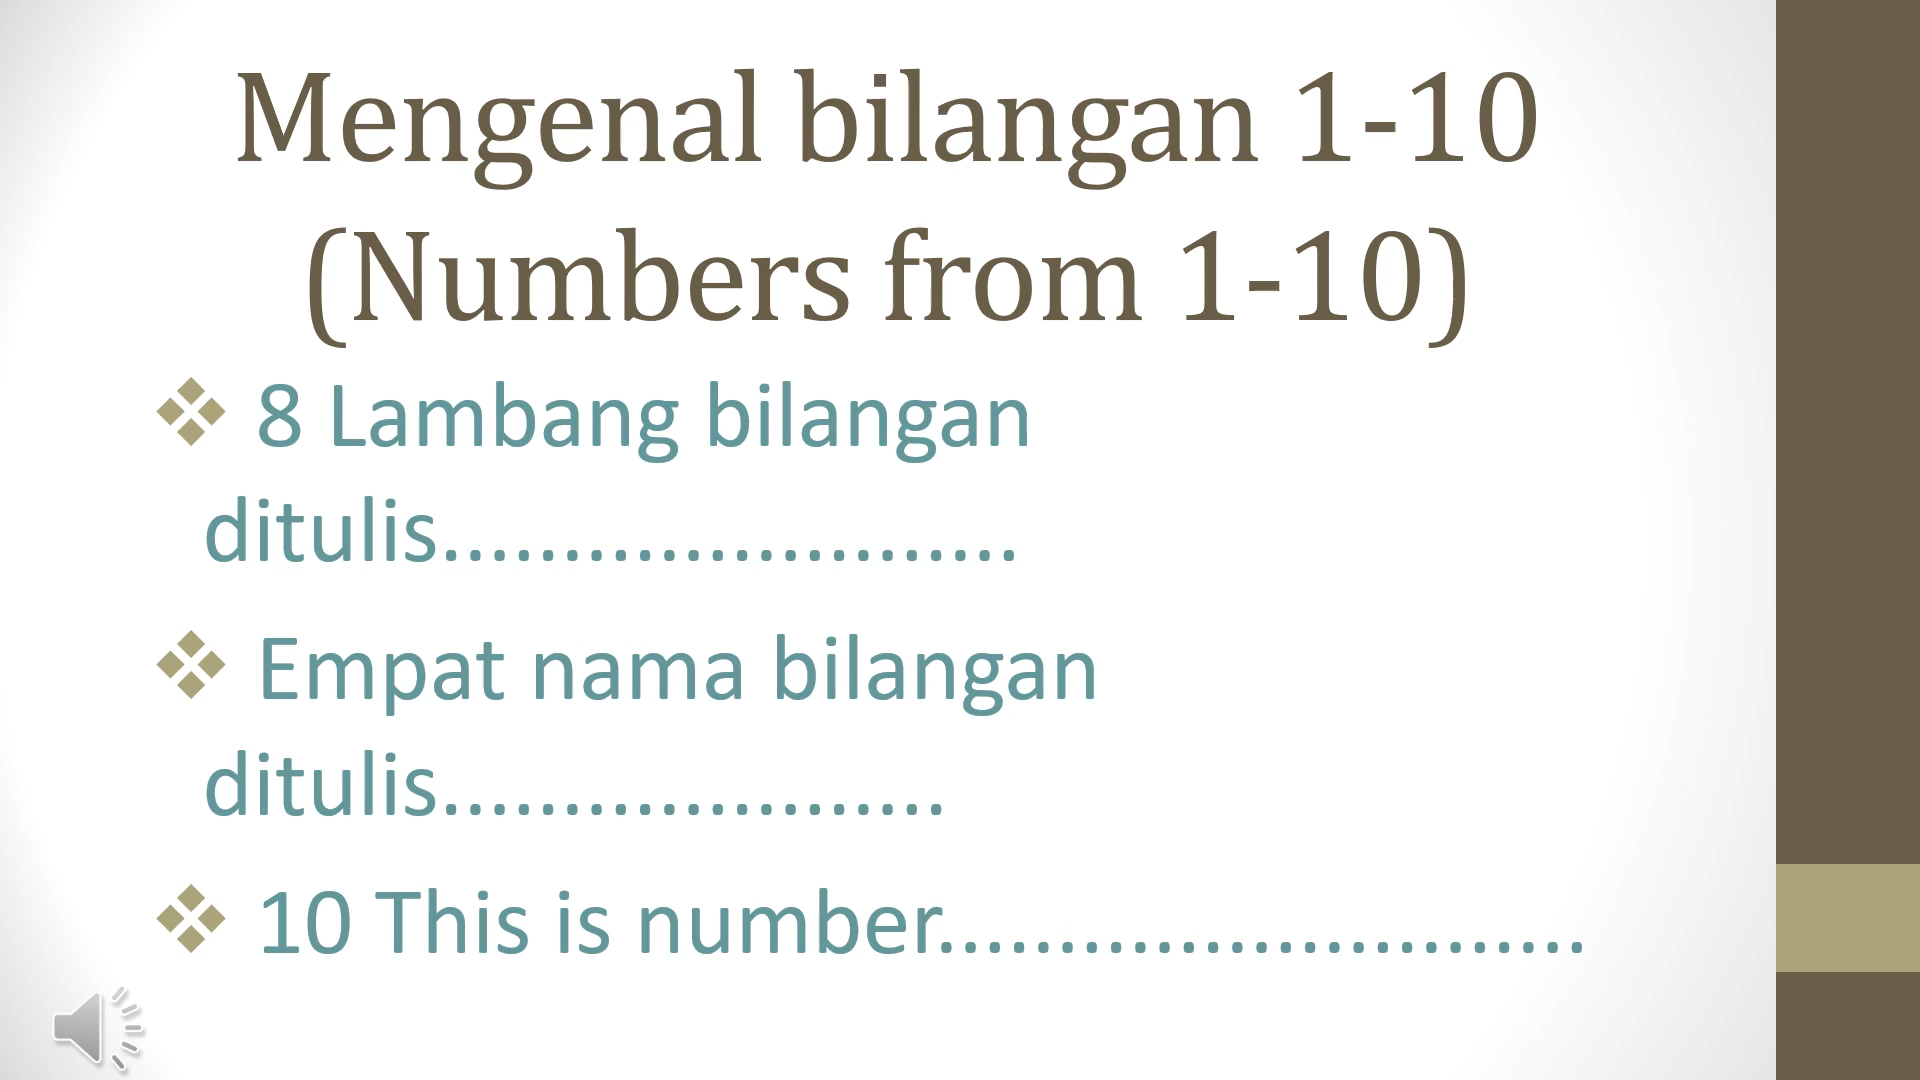 Mengenal bilangan 1-10
(Numbers from 1-10)
8 Lambang bilangan
ditulis........................
Empat nama bilangan
ditulis.....................
10 This is number...........................